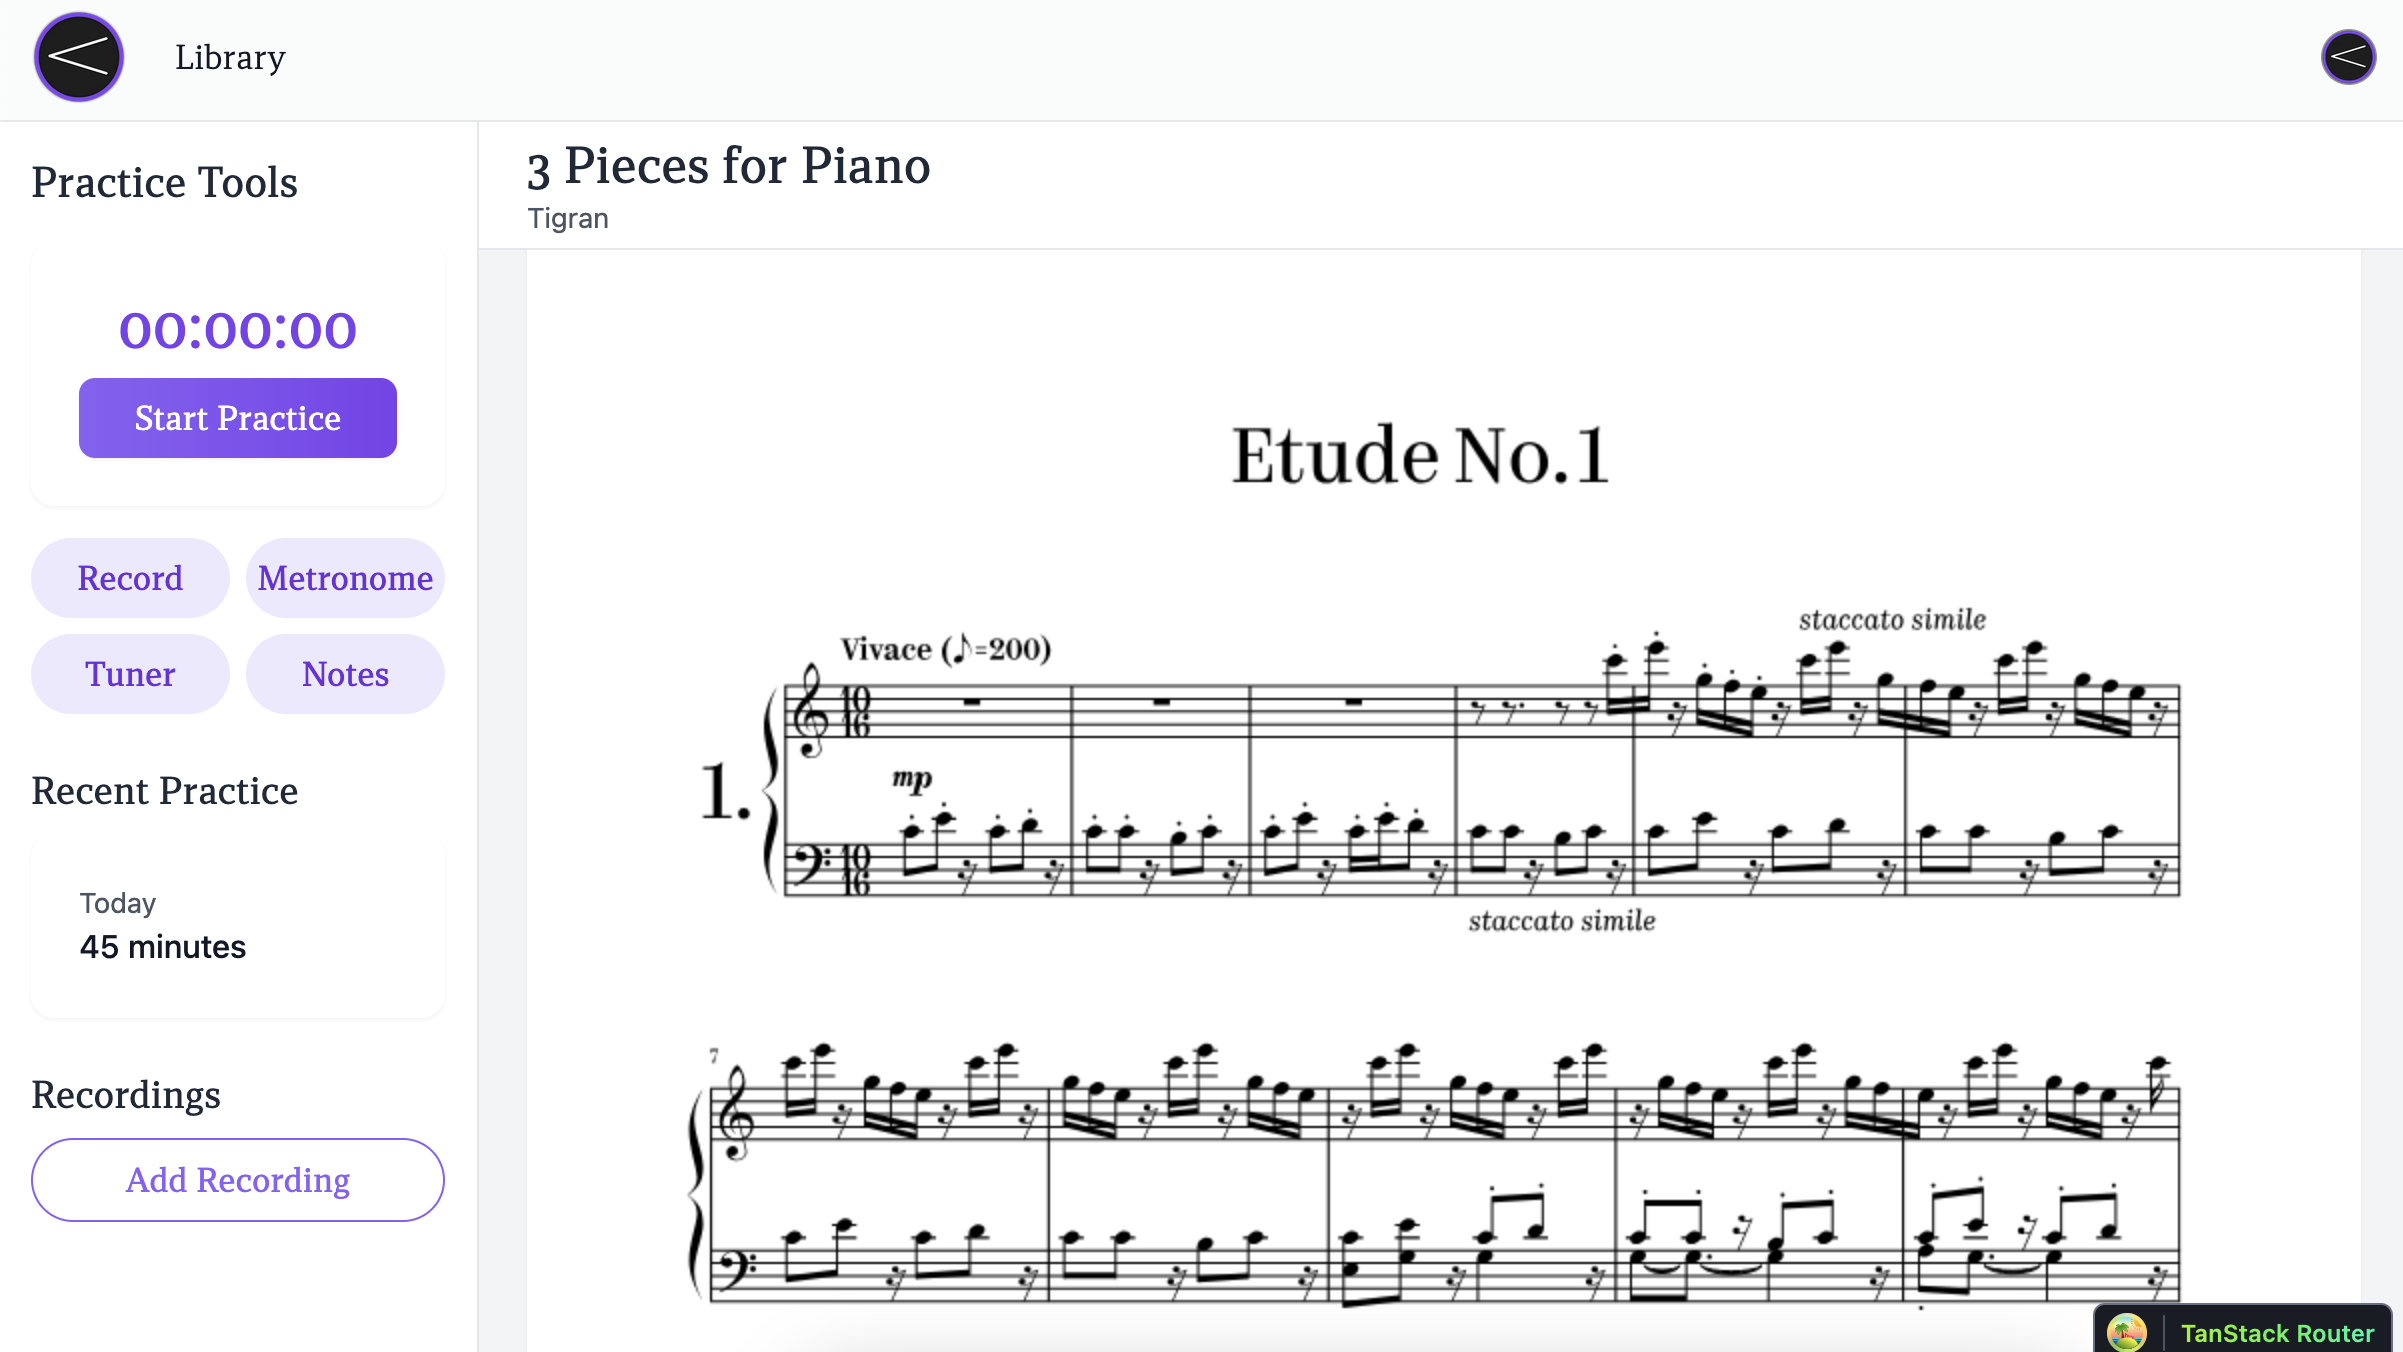 Library
Practice Tools
00:00:00
Start Practice
Record
Metronome
Tuner
Notes
Recent Practice
Today
45 minutes
Recordings
Add Recording
3 Pieces for Piano
Tigran
Etude No.1
staccato simile
Vivace (♪=200)
10
16
mp
1.
10
16
staccato simile
7
TanStack Router